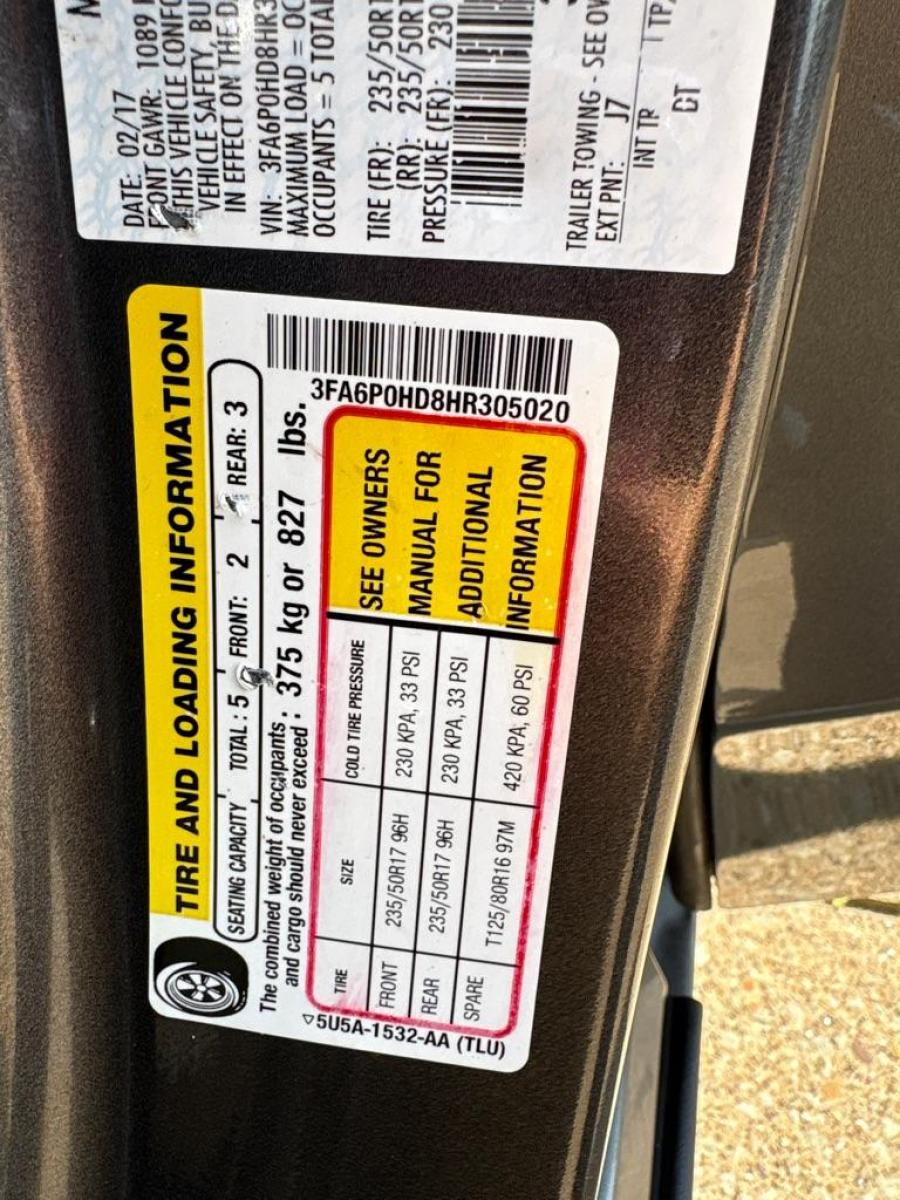 M
DATE: 02/17
FRONT GAWR: 1089
THIS VEHICLE CONFO
VEHICLE SAFETY, BU
IN EFFECT ON THE D
VIN: 3FA6P0HD8HR3
MAXIMUM LOAD = OC
OCCUPANTS = 5 TOTAL
TIRE (FR): 235/50R1
(RR): 235/50R1
PRESSURE (FR): 230
TRAILER TOWING - SEE OW
EXT PNT: J7
INT TR TP/
DT
TIRE AND LOADING INFORMATION
SEATING CAPACITY TOTAL : 5 FRONT: 2 REAR: 3
The combined weight of occupants
and cargo should never exceed : 375 kg or 827 lbs.
3FA6P0HD8HR305020
TIRE SIZE COLD TIRE PRESSURE
FRONT 235/50R17 96H 230 KPA, 33 PSI
REAR 235/50R17 96H 230 KPA, 33 PSI
SPARE T125/80R16 97M 420 KPA, 60 PSI
SEE OWNERS
MANUAL FOR
ADDITIONAL
INFORMATION
5U5A-1532-AA (TLU)